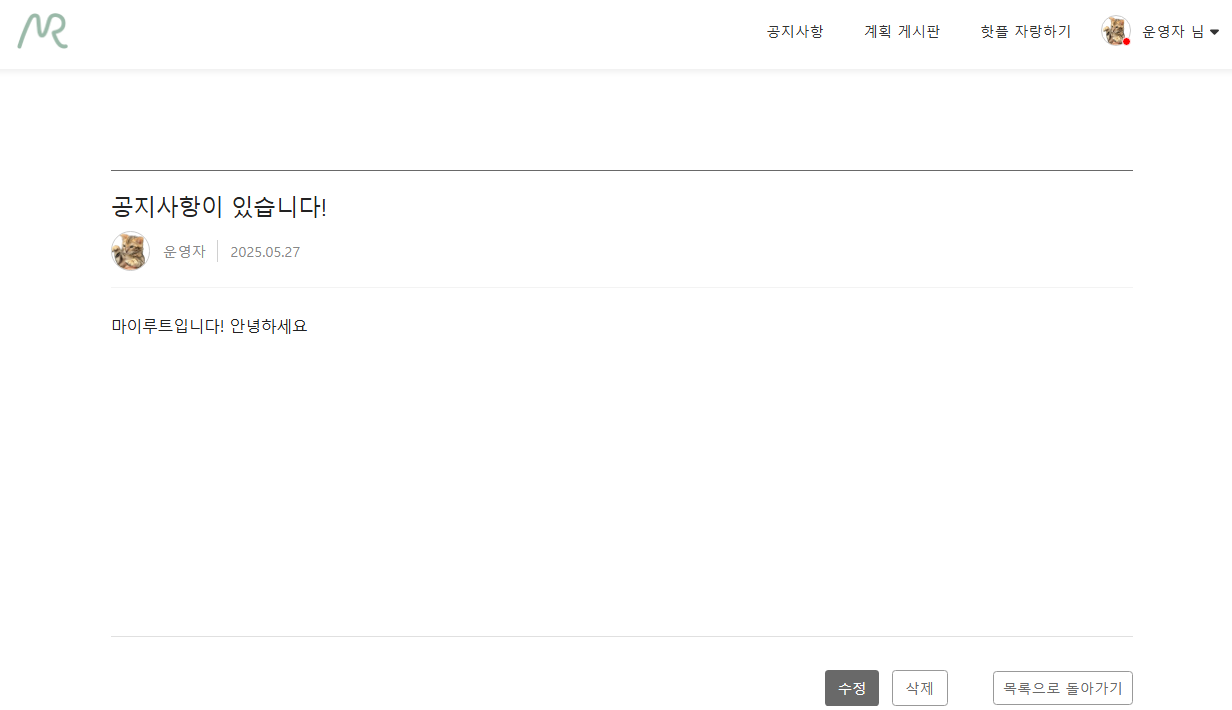 MR
공지사항 계획 게시판 핫플 자랑하기 운영자 님
공지사항이 있습니다!
운영자 2025.05.27
마이루트입니다! 안녕하세요
수정 삭제 목록으로 돌아가기